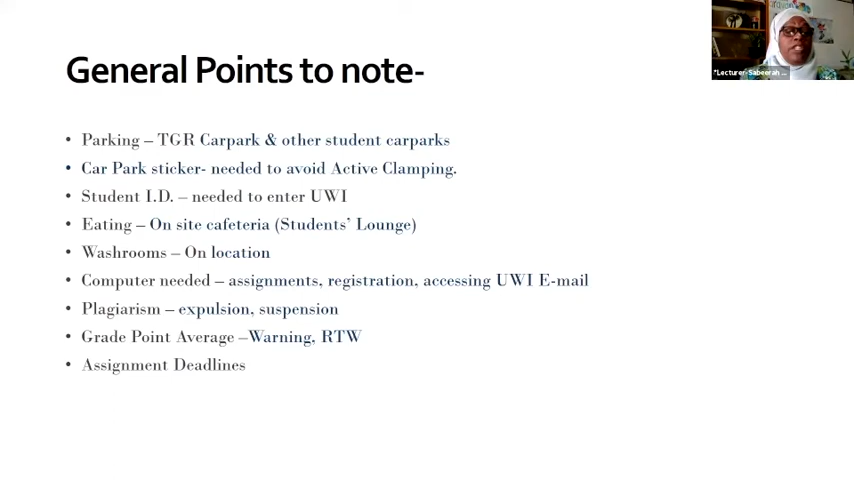 General Points to note-
• Parking – TGR Carpark & other student carparks
• Car Park sticker- needed to avoid Active Clamping.
• Student I.D. – needed to enter UWI
• Eating – On site cafeteria (Students’ Lounge)
• Washrooms – On location
• Computer needed – assignments, registration, accessing UWI E-mail
• Plagiarism – expulsion, suspension
• Grade Point Average –Warning, RTW
• Assignment Deadlines
"Lecturer-Sabeerah ...